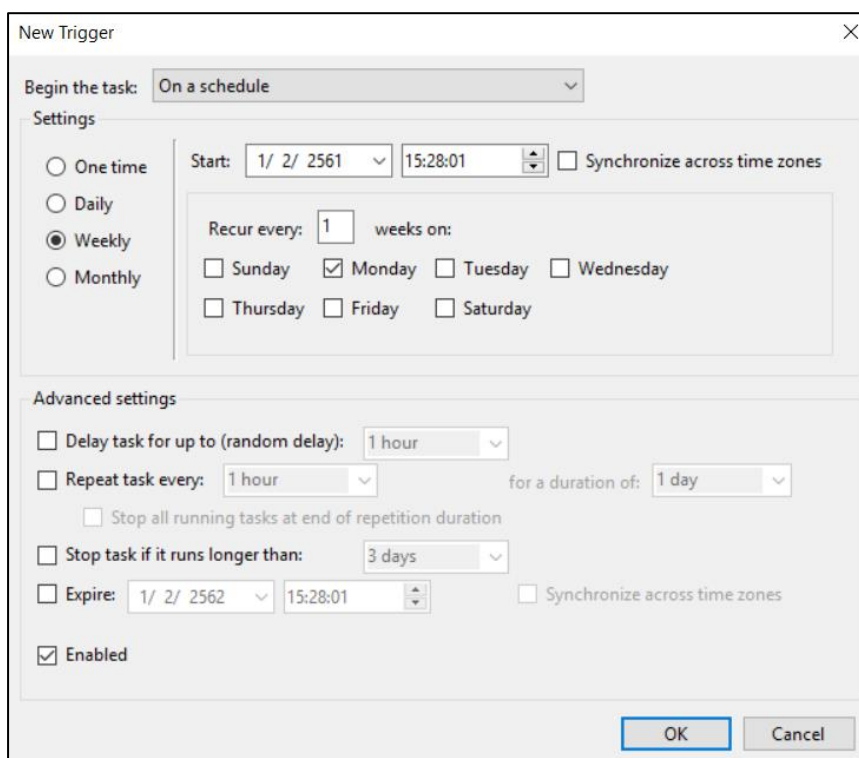 New Trigger
Begin the task: On a schedule
Settings
One time
Daily
Weekly
Monthly
Start: 1/ 2/ 2561 15:28:01 Synchronize across time zones
Recur every: 1 weeks on:
Sunday Monday Tuesday Wednesday
Thursday Friday Saturday
Advanced settings
Delay task for up to (random delay): 1 hour
Repeat task every: 1 hour for a duration of: 1 day
Stop all running tasks at end of repetition duration
Stop task if it runs longer than: 3 days
Expire: 1/ 2/ 2562 15:28:01 Synchronize across time zones
Enabled
OK Cancel